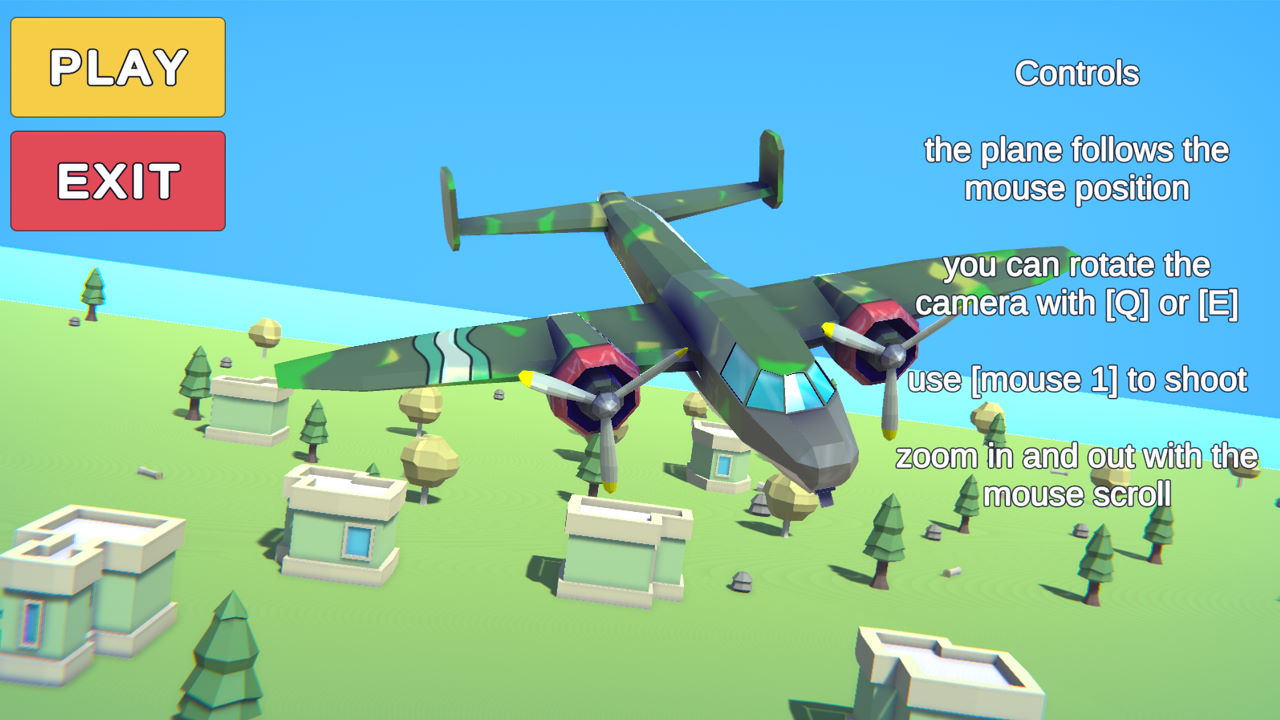 PLAY
EXIT
Controls
the plane follows the
mouse position
you can rotate the
camera with [Q] or [E]
use [mouse 1] to shoot
zoom in and out with the
mouse scroll